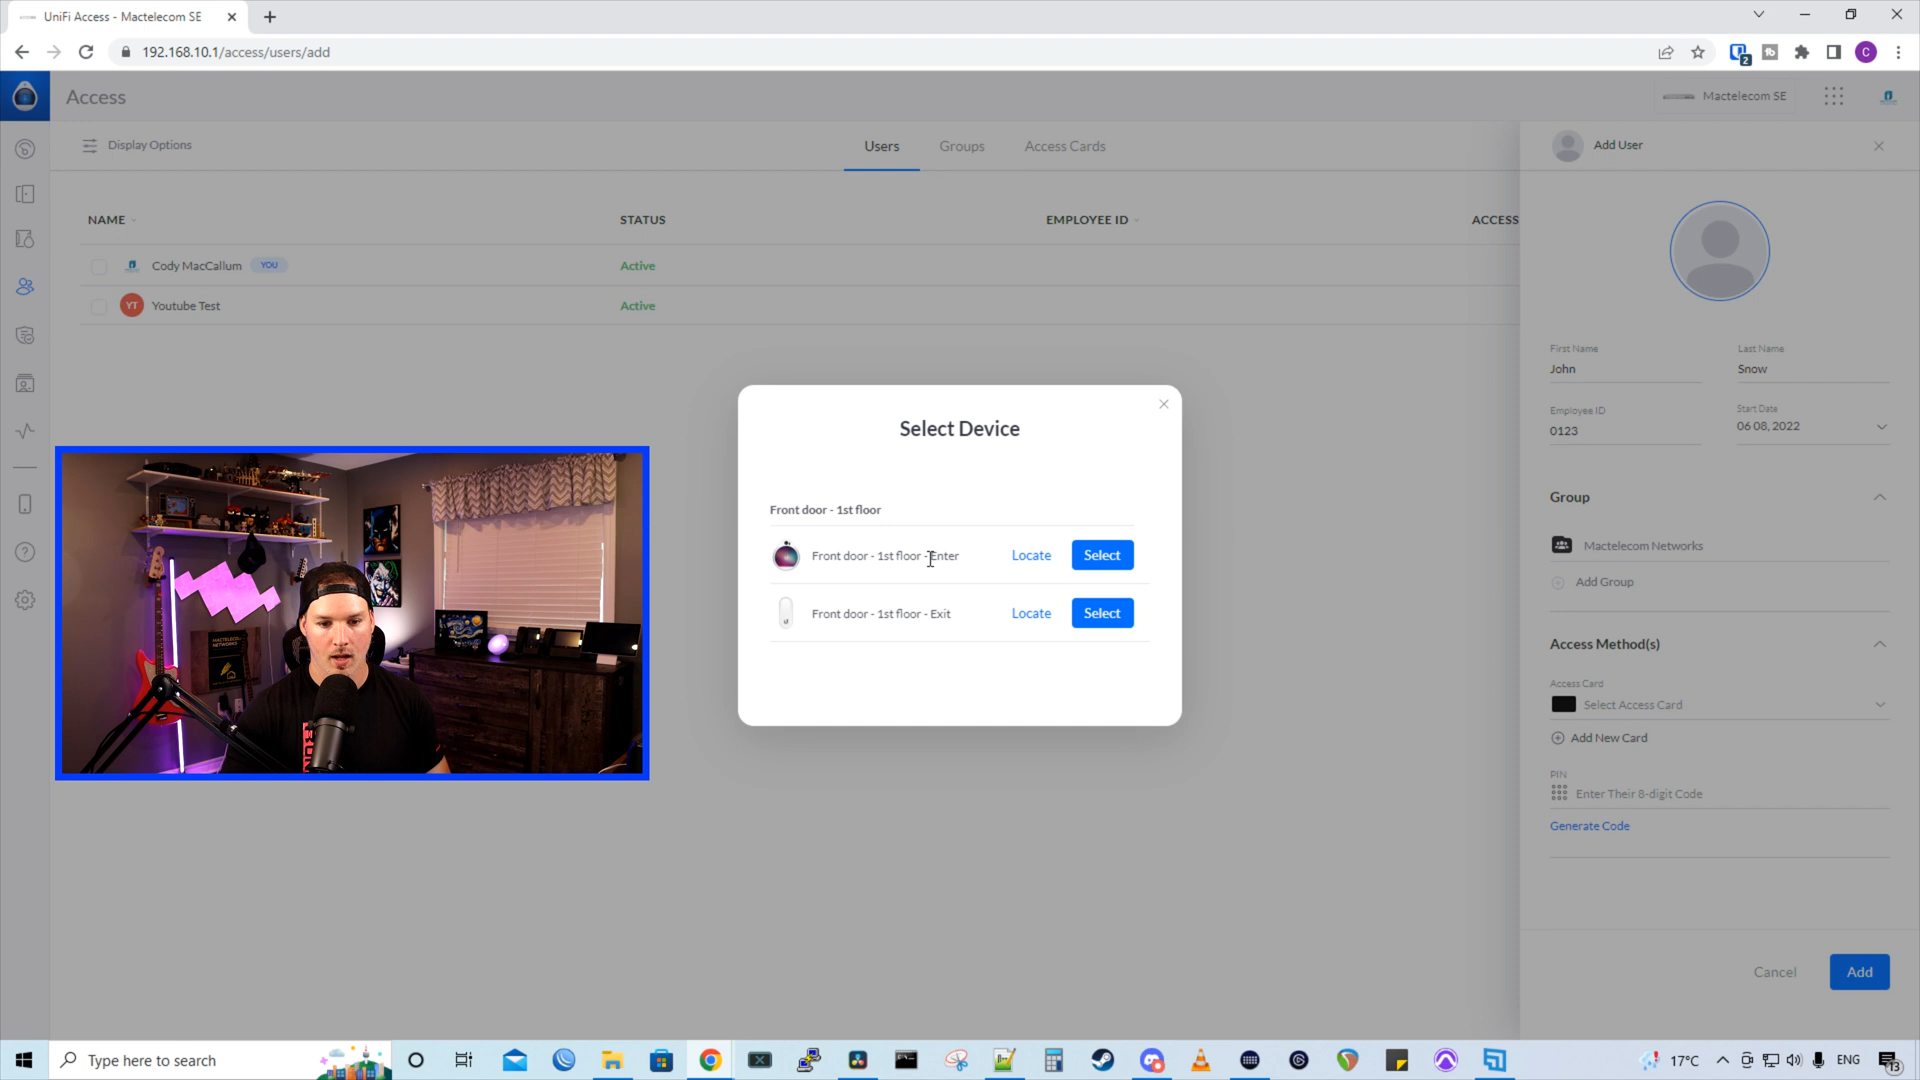 UniFi Access - Mactelecom SE
192.168.10.1/access/users/add
2
C
Access
Mactelecom SE
Display Options
Users
Groups
Access Cards
Add User
NAME
STATUS
EMPLOYEE ID
ACCESS
Cody MacCallum
YOU
Active
YT
Youtube Test
Active
First Name
Last Name
John
Snow
Employee ID
Start Date
0123
06 08, 2022
Select Device
Front door - 1st floor
Front door - 1st floor - Enter
Locate
Select
Front door - 1st floor - Exit
Locate
Select
Group
Mactelecom Networks
Add Group
Access Method(s)
Access Card
Select Access Card
Add New Card
PIN
Enter Their 8-digit Code
Generate Code
Cancel
Add
MACTELECOM
NETWORKS
Type here to search
17°C
ENG
13